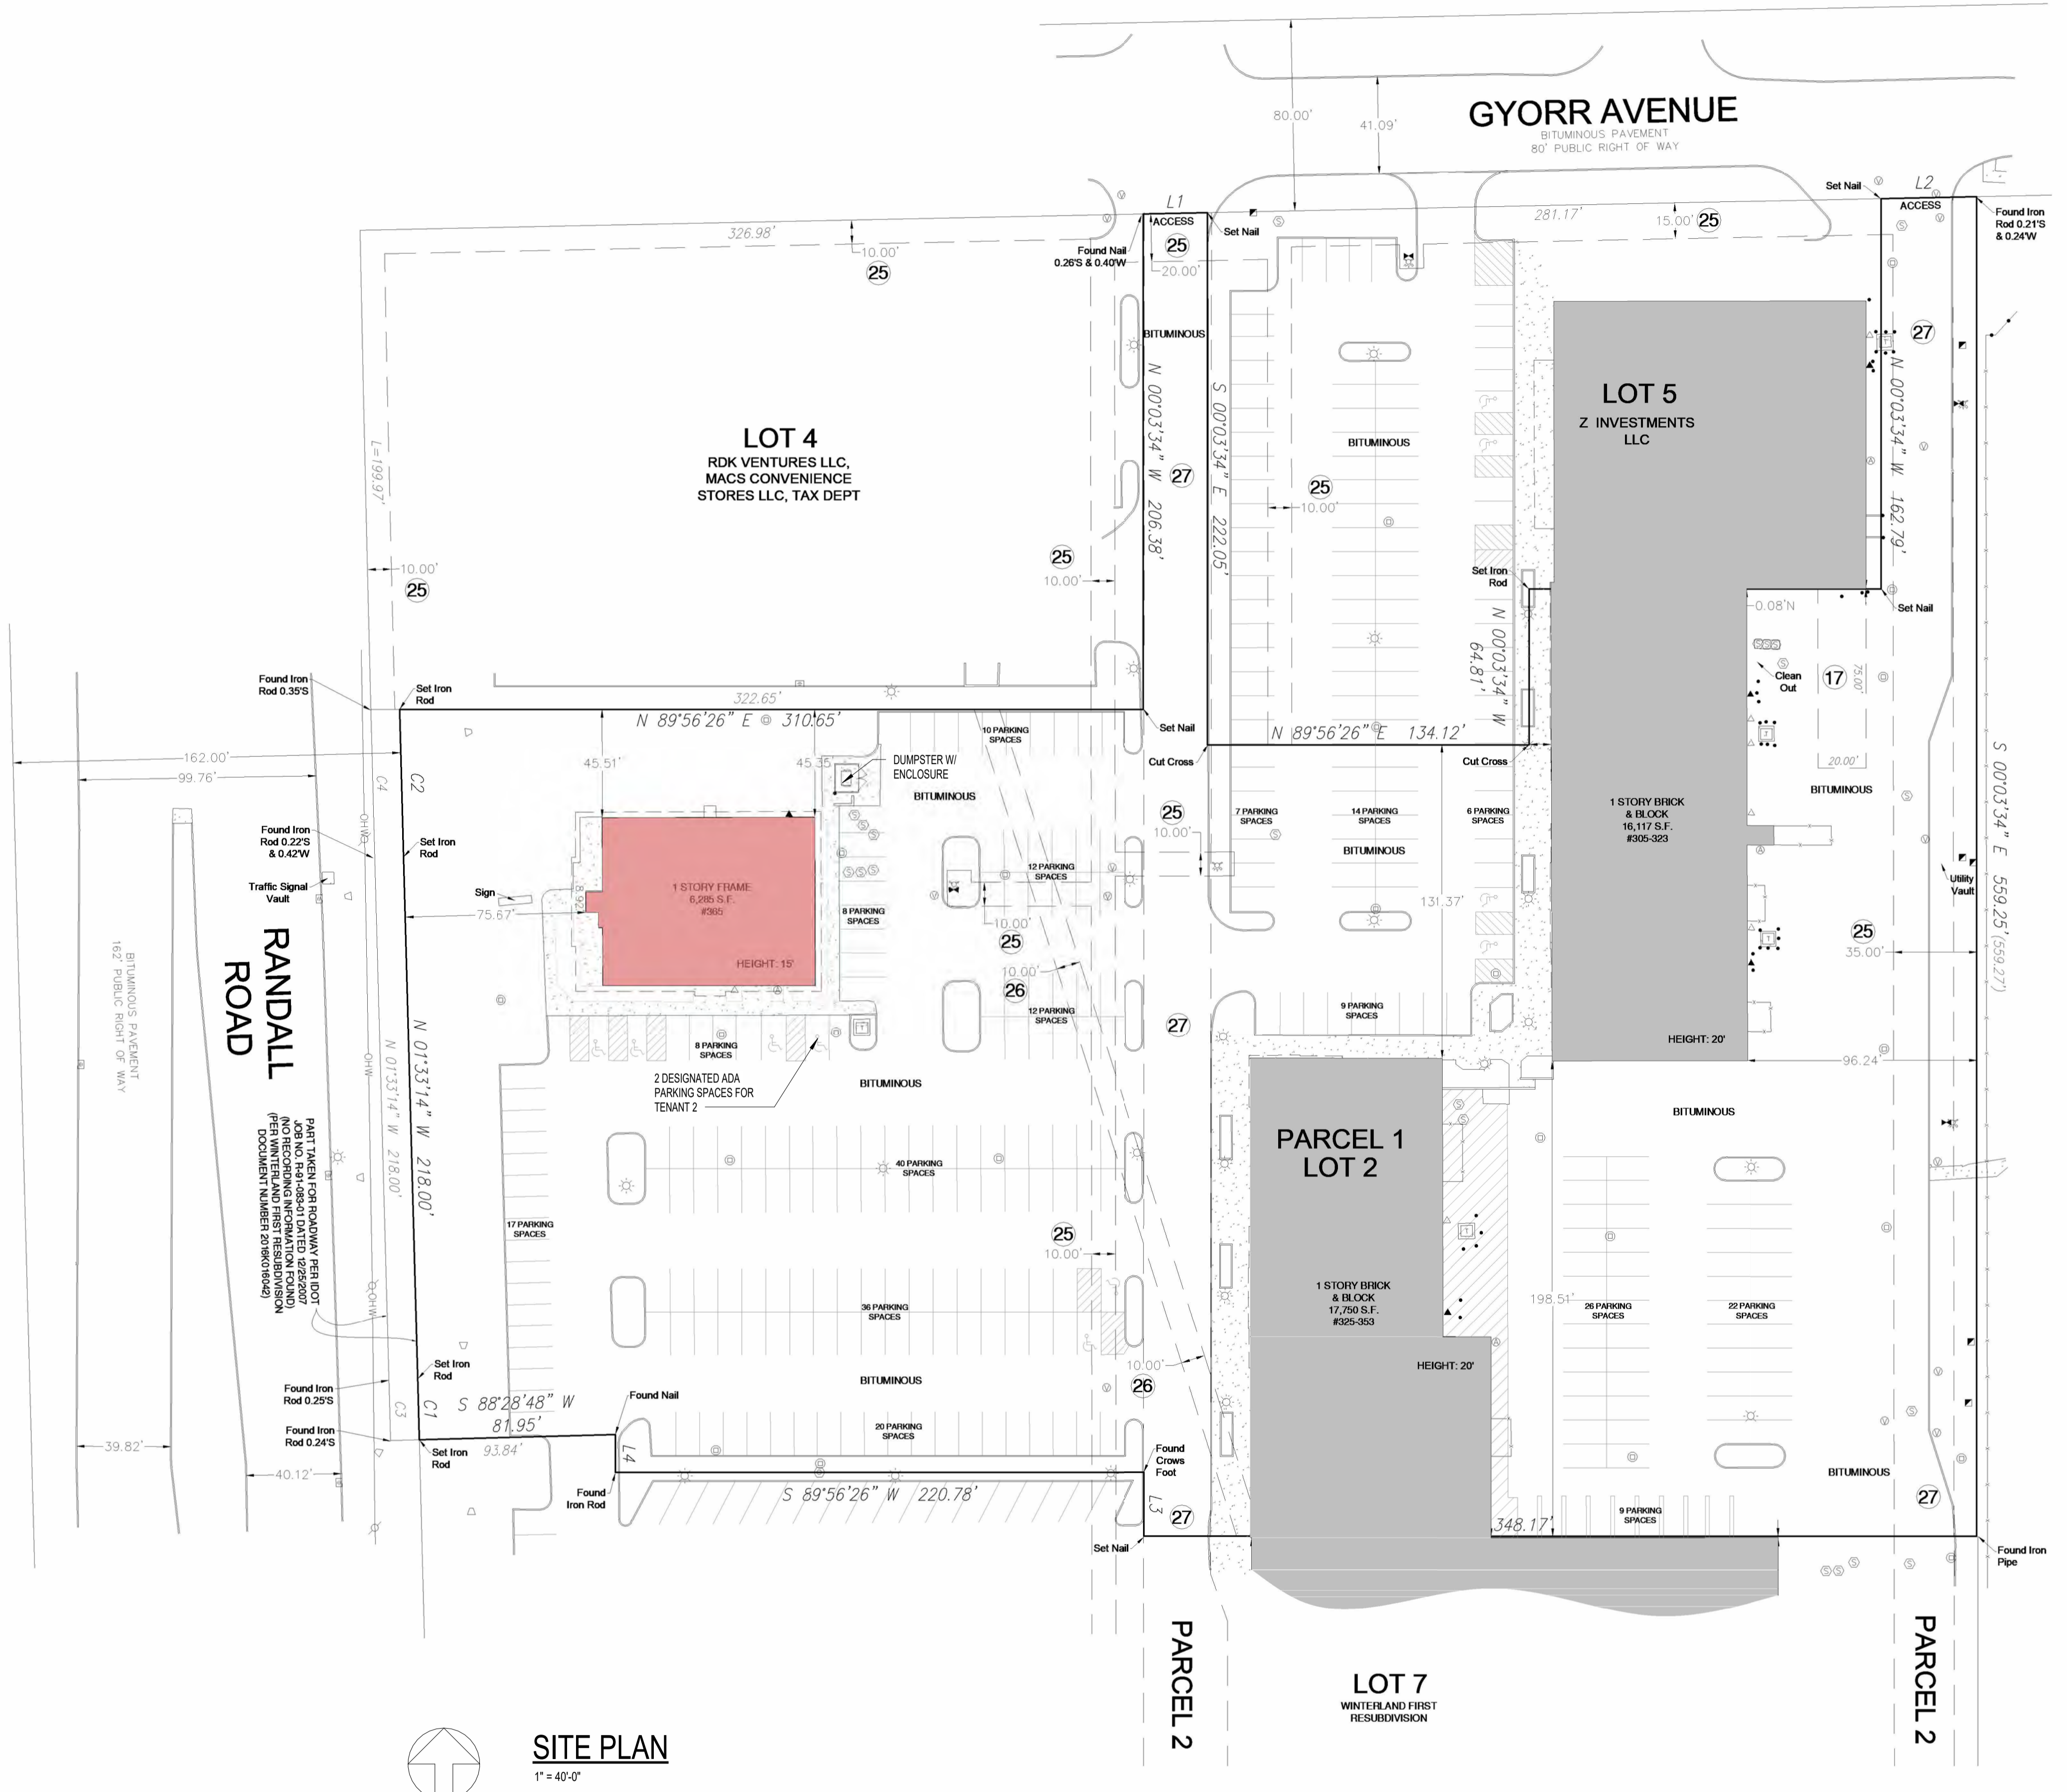 GYORR AVENUE
BITUMINOUS PAVEMENT
80' PUBLIC RIGHT OF WAY
80.00'
41.09'
L1
ACCESS
Set Nail
25
20.00'
Found Nail
0.26'S & 0.40'W
281.17'
15.00'
25
Set Nail
L2
ACCESS
Found Iron
Rod 0.21'S
& 0.24'W
326.98'
10.00'
25
LOT 4
RDK VENTURES LLC,
MACS CONVENIENCE
STORES LLC, TAX DEPT
L=199.97'
10.00'
25
25
10.00'
BITUMINOUS
N 00°03'34" W 206.38'
27
S 00°03'34" E 222.05'
BITUMINOUS
25
10.00'
LOT 5
Z INVESTMENTS
LLC
27
N 00°03'34" W 162.79'
Set Iron
Rod
N 00°03'34" W
64.81'
Set Nail
0.08'N
Clean
Out
17
75.00'
20.00'
BITUMINOUS
Found Iron
Rod 0.35'S
Set Iron
Rod
322.65'
N 89°56'26" E @ 310.65'
Set Nail
N 89°56'26" E 134.12'
Cut Cross
Cut Cross
162.00'
99.76'
C4
C2
45.51'
45.35'
DUMPSTER W/
ENCLOSURE
10 PARKING
SPACES
BITUMINOUS
OHW
Found Iron
Rod 0.22'S
& 0.42'W
Set Iron
Rod
Traffic Signal
Vault
Sign
75.67'
8.92'
1 STORY FRAME
6,285 S.F.
#365
HEIGHT: 15'
8 PARKING
SPACES
12 PARKING
SPACES
10.00'
25
10.00'
26
12 PARKING
SPACES
25
10.00'
7 PARKING
SPACES
14 PARKING
SPACES
6 PARKING
SPACES
BITUMINOUS
131.37'
1 STORY BRICK
& BLOCK
16,117 S.F.
#305-323
Utility
Vault
25
35.00'
S 00°03'34" E 559.25' (559.27')
27
9 PARKING
SPACES
HEIGHT: 20'
96.24'
RANDALL
ROAD
BITUMINOUS PAVEMENT
162' PUBLIC RIGHT OF WAY
OHW
N 01°33'14" W 218.00'
N 01°33'14" W 218.00'
8 PARKING
SPACES
2 DESIGNATED ADA
PARKING SPACES FOR
TENANT 2
BITUMINOUS
BITUMINOUS
PART TAKEN FOR ROADWAY PER IDOT
JOB NO. R-91-083-01 DATED 12/25/2007
(NO RECORDING INFORMATION FOUND)
(PER WINTERLAND FIRST RESUBDIVISION
DOCUMENT NUMBER 2016K016042)
PARCEL 1
LOT 2
40 PARKING
SPACES
17 PARKING
SPACES
25
10.00'
OHW
36 PARKING
SPACES
1 STORY BRICK
& BLOCK
17,750 S.F.
#325-353
198.51'
26 PARKING
SPACES
22 PARKING
SPACES
HEIGHT: 20'
10.00'
26
BITUMINOUS
Set Iron
Rod
Found Iron
Rod 0.25'S
C3
C1
S 88°28'48" W
81.95'
Found Nail
Found Iron
Rod 0.24'S
Set Iron
Rod
93.84'
39.82'
40.12'
L4
20 PARKING
SPACES
Found
Crows
Foot
Found
Iron Rod
S 89°56'26" W 220.78'
L3
27
Set Nail
348.17'
9 PARKING
SPACES
BITUMINOUS
27
Found Iron
Pipe
PARCEL 2
LOT 7
WINTERLAND FIRST
RESUBDIVISION
PARCEL 2
SITE PLAN
1" = 40'-0"